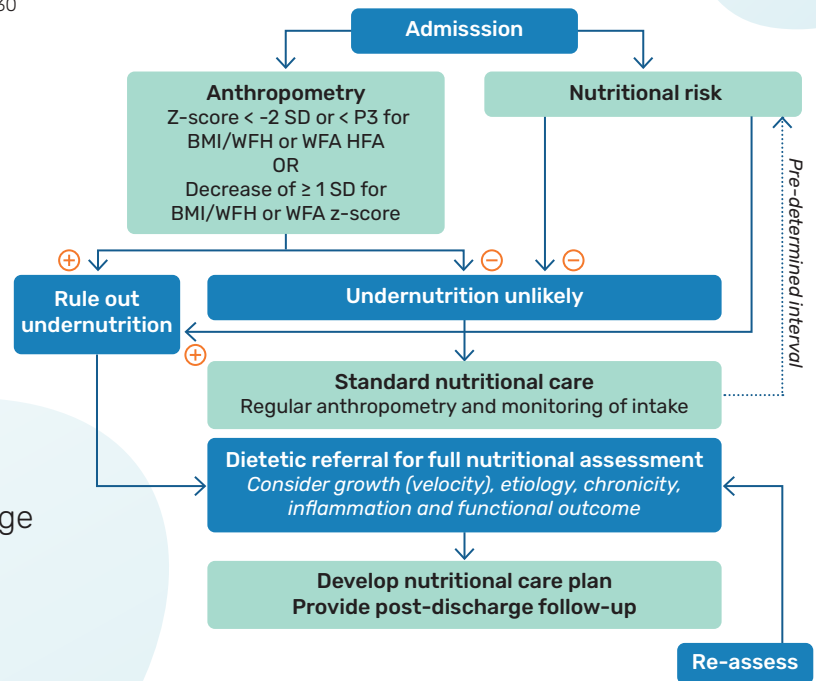 30
Admisssion
Anthropometry
Z-score < -2 SD or < P3 for
BMI/WFH or WFA HFA
OR
Decrease of ≥ 1 SD for
BMI/WFH or WFA z-score
Nutritional risk
Pre-determined interval
+
−
−
Rule out
undernutrition
Undernutrition unlikely
+
Standard nutritional care
Regular anthropometry and monitoring of intake
Dietetic referral for full nutritional assessment
Consider growth (velocity), etiology, chronicity,
inflammation and functional outcome
ge
Develop nutritional care plan
Provide post-discharge follow-up
Re-assess